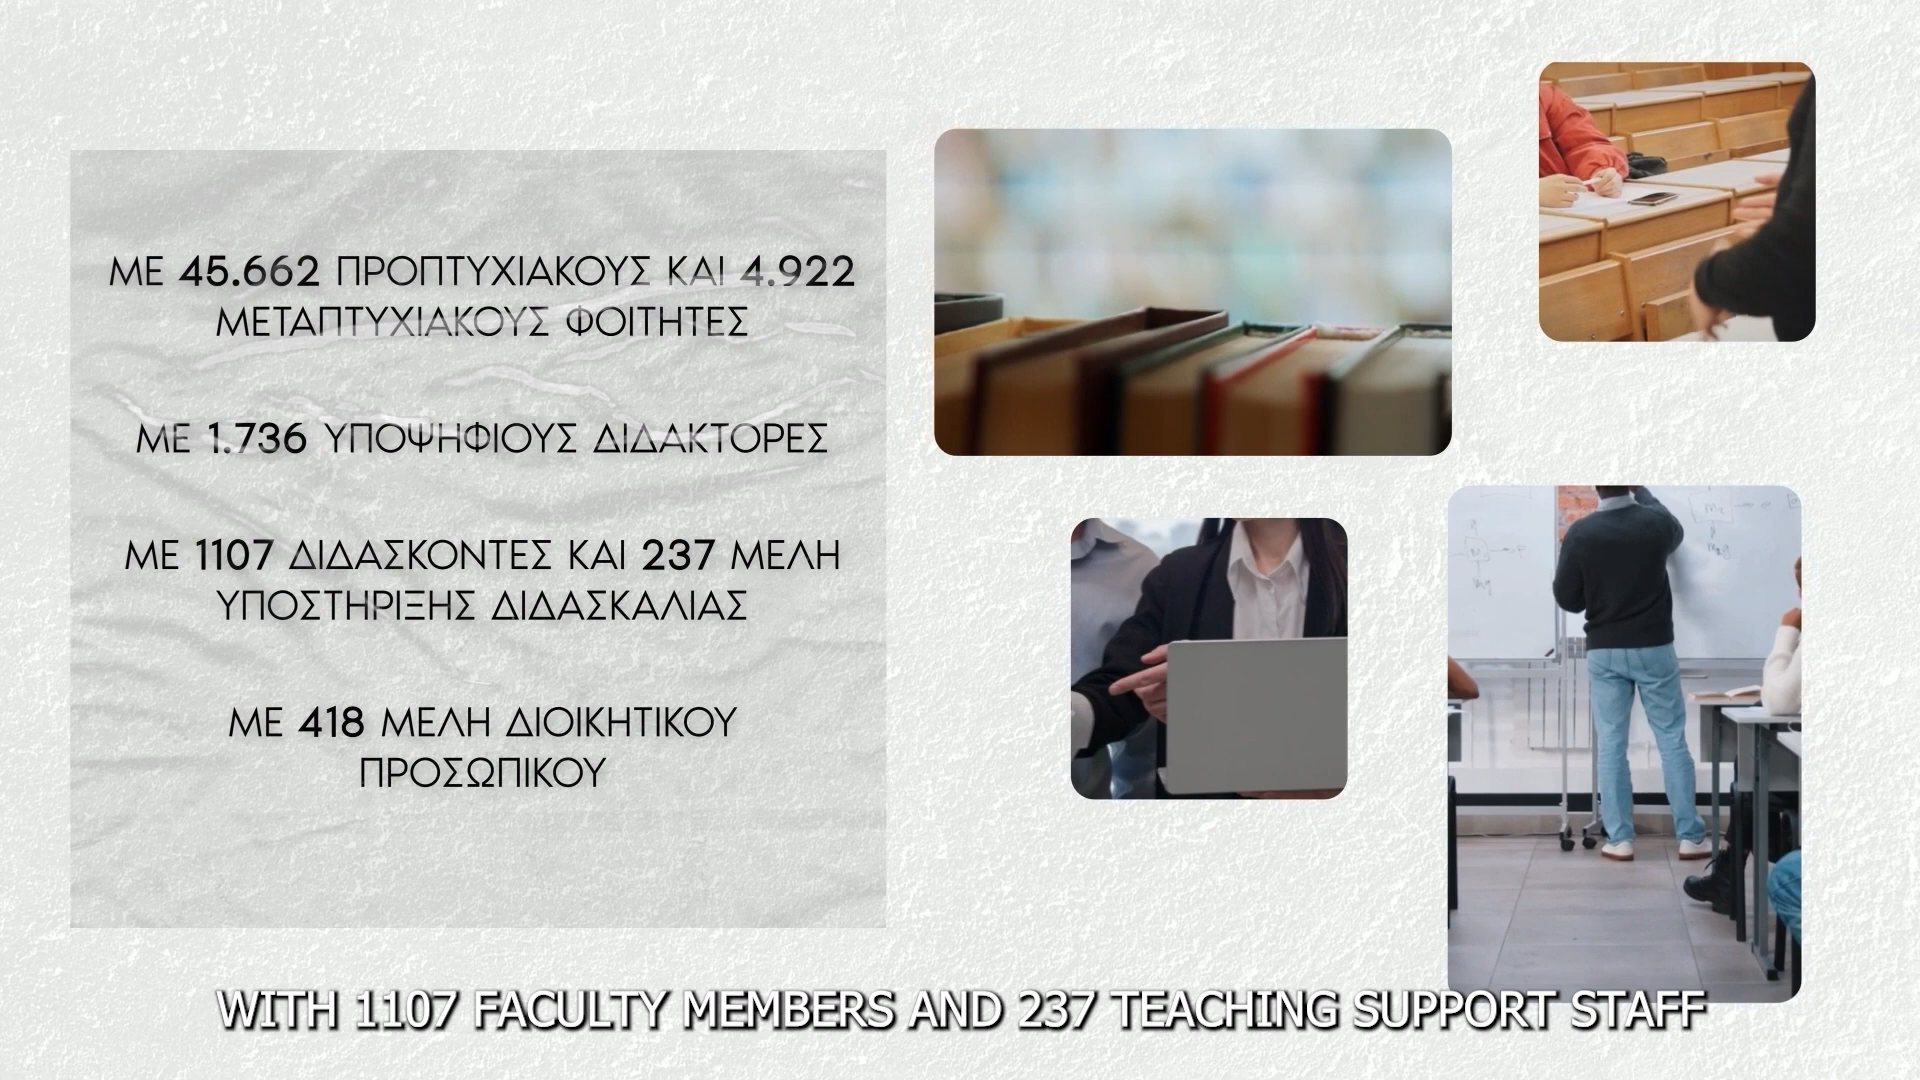 ΜΕ 45.662 ΠΡΟΠΤΥΧΙΑΚΟΥΣ ΚΑΙ 4.922
ΜΕΤΑΠΤΥΧΙΑΚΟΥΣ ΦΟΙΤΗΤΕΣ
ΜΕ 1.736 ΥΠΟΨΗΦΙΟΥΣ ΔΙΔΑΚΤΟΡΕΣ
ΜΕ 1107 ΔΙΔΑΣΚΟΝΤΕΣ ΚΑΙ 237 ΜΕΛΗ
ΥΠΟΣΤΗΡΙΞΗΣ ΔΙΔΑΣΚΑΛΙΑΣ
ΜΕ 418 ΜΕΛΗ ΔΙΟΙΚΗΤΙΚΟΥ
ΠΡΟΣΩΠΙΚΟΥ
WITH 1107 FACULTY MEMBERS AND 237 TEACHING SUPPORT STAFF